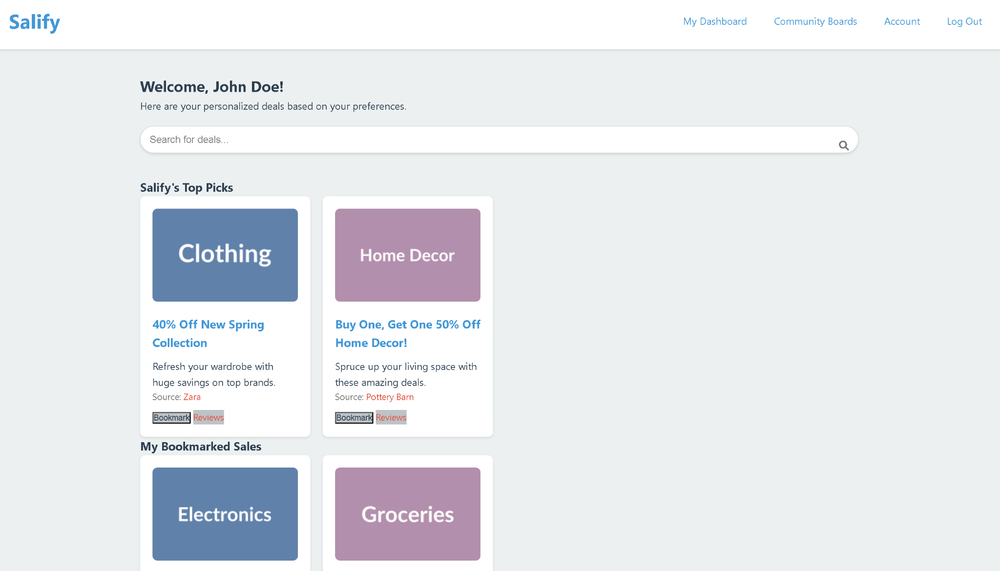 Salify
My Dashboard
Community Boards
Account
Log Out
Welcome, John Doe!
Here are your personalized deals based on your preferences.
Search for deals...
Salify's Top Picks
Clothing
40% Off New Spring
Collection
Refresh your wardrobe with
huge savings on top brands.
Source: Zara
Bookmark Reviews
Home Decor
Buy One, Get One 50% Off
Home Decor!
Spruce up your living space with
these amazing deals.
Source: Pottery Barn
Bookmark Reviews
My Bookmarked Sales
Electronics
Groceries